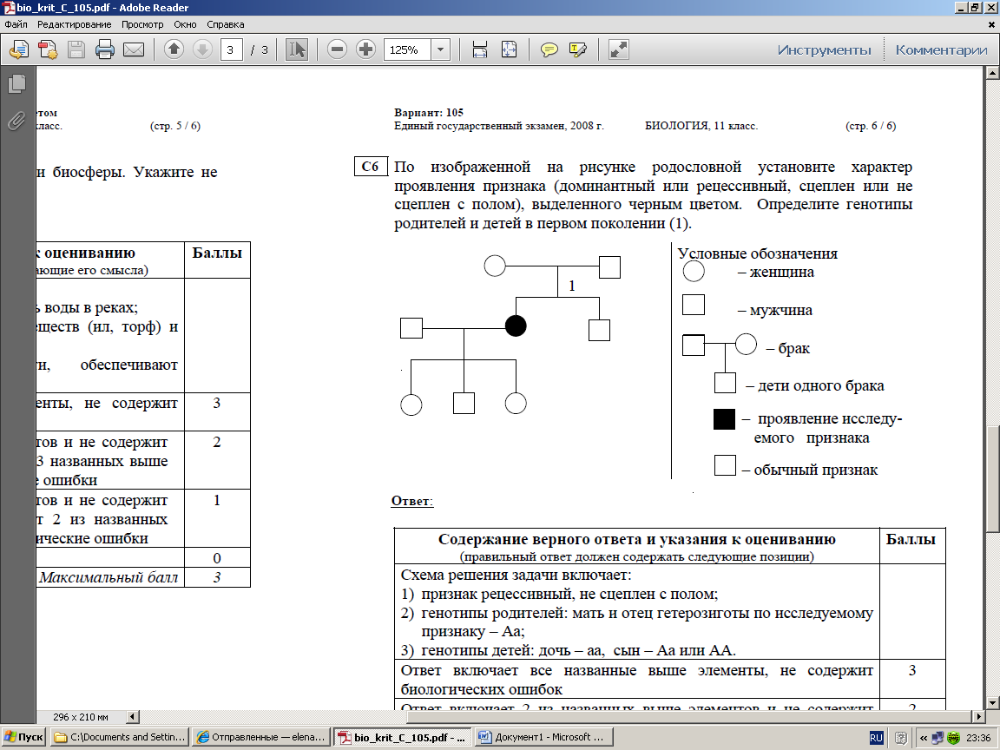 bio_krit_C_105.pdf - Adobe Reader
Файл Редактирование Просмотр Окно Справка
3 / 3 125% Инструменты Комментарии
етом
класс. (стр. 5 / 6)
и биосферы. Укажите не
к оцениванию Баллы
ающие его смысла)
ь воды в реках;
еществ (ил, торф) и
ти, обеспечивают
енты, не содержит 3
тов и не содержит 2
3 названных выше
е ошибки
тов и не содержит 1
т 2 из названных
гические ошибки
0
Максимальный балл 3
Вариант: 105
Единый государственный экзамен, 2008 г. БИОЛОГИЯ, 11 класс. (стр. 6 / 6)
С6 По изображенной на рисунке родословной установите характер
проявления признака (доминантный или рецессивный, сцеплен или не
сцеплен с полом), выделенного черным цветом. Определите генотипы
родителей и детей в первом поколении (1).
1
Условные обозначения
– женщина
– мужчина
– брак
– дети одного брака
– проявление исследу-
емого признака
– обычный признак
Ответ:
Содержание верного ответа и указания к оцениванию Баллы
(правильный ответ должен содержать следующие позиции)
Схема решения задачи включает:
1) признак рецессивный, не сцеплен с полом;
2) генотипы родителей: мать и отец гетерозиготы по исследуемому
признаку – Аа;
3) генотипы детей: дочь – аа, сын – Аа или АА.
Ответ включает все названные выше элементы, не содержит 3
биологических ошибок
Ответ включает 2 из названных выше элементов и не содержит 2
296 x 210 мм
Пуск C:\Documents and Settin... Отправленные — elena... bio_krit_C_105.pdf - ... Документ1 - Microsoft ... RU « 23:36